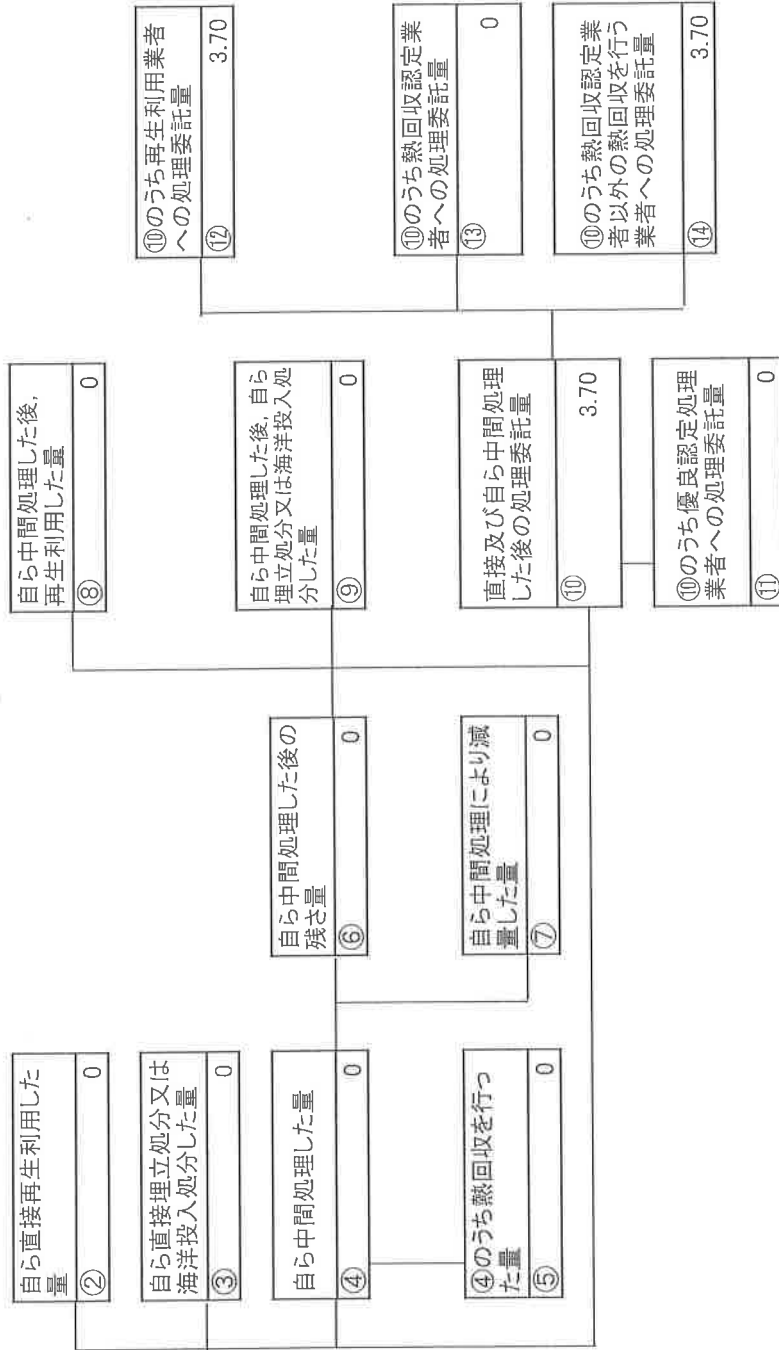 自ら直接再生利用した
量
② 0
自ら直接埋立処分又は
海洋投入処分した量
③ 0
自ら中間処理した量
④ 0
④のうち熱回収を行っ
た量
⑤ 0
自ら中間処理した後の
残さ量
⑥ 0
自ら中間処理により減
量した量
⑦ 0
自ら中間処理した後，
再生利用した量
⑧ 0
自ら中間処理した後，自ら
埋立処分又は海洋投入処
分した量
⑨ 0
直接及び自ら中間処理
した後の処理委託量
⑩ 3.70
⑩のうち優良認定処理
業者への処理委託量
⑪ 0
⑩のうち再生利用業者
への処理委託量
⑫ 3.70
⑩のうち熱回収認定業
者への処理委託量
⑬ 0
⑩のうち熱回収認定業
者以外の熱回収を行う
業者への処理委託量
⑭ 3.70